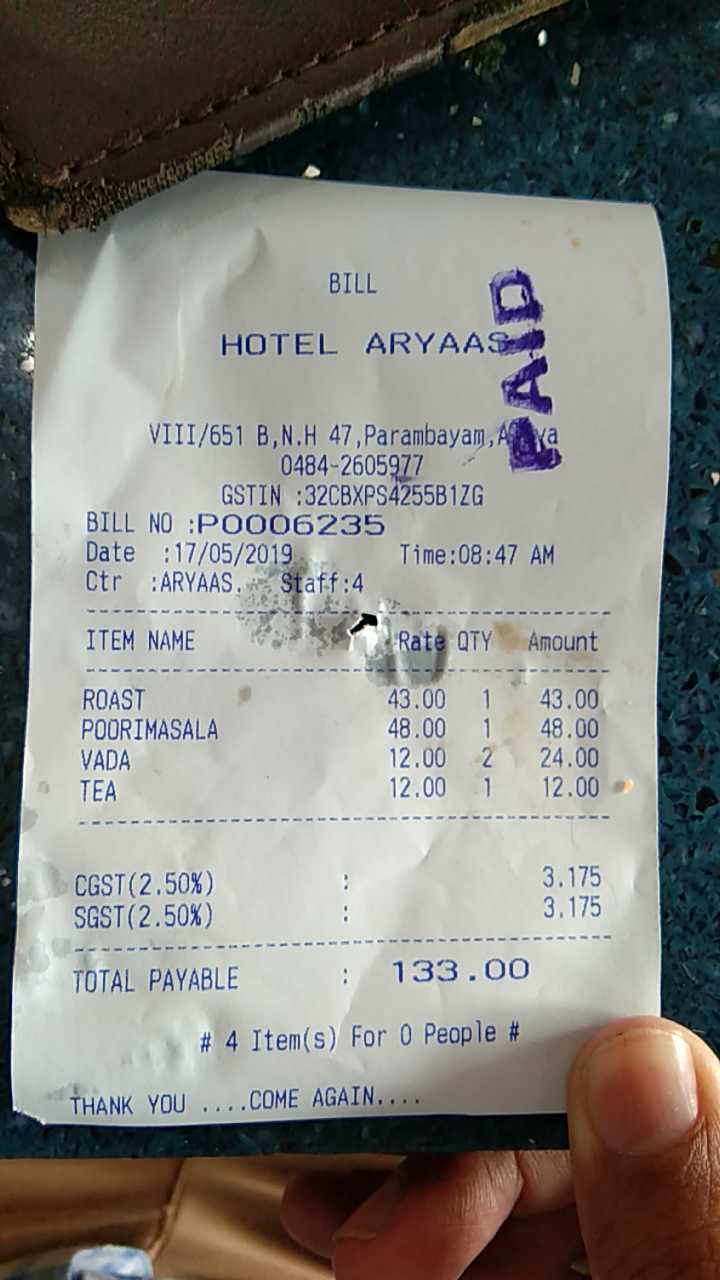 BILL
HOTEL ARYAAS
PAID
VIII/651 B,N.H 47,Parambayam,
0484-2605977
GSTIN :32CBXPS4255B1ZG
BILL NO :P0006235
Date :17/05/2019 Time:08:47 AM
Ctr :ARYAAS. Staff:4
ITEM NAME Rate QTY Amount
ROAST 43.00 1 43.00
POORIMASALA 48.00 1 48.00
VADA 12.00 2 24.00
TEA 12.00 1 12.00
CGST(2.50%) : 3.175
SGST(2.50%) : 3.175
TOTAL PAYABLE : 133.00
# 4 Item(s) For 0 People #
THANK YOU ....COME AGAIN....